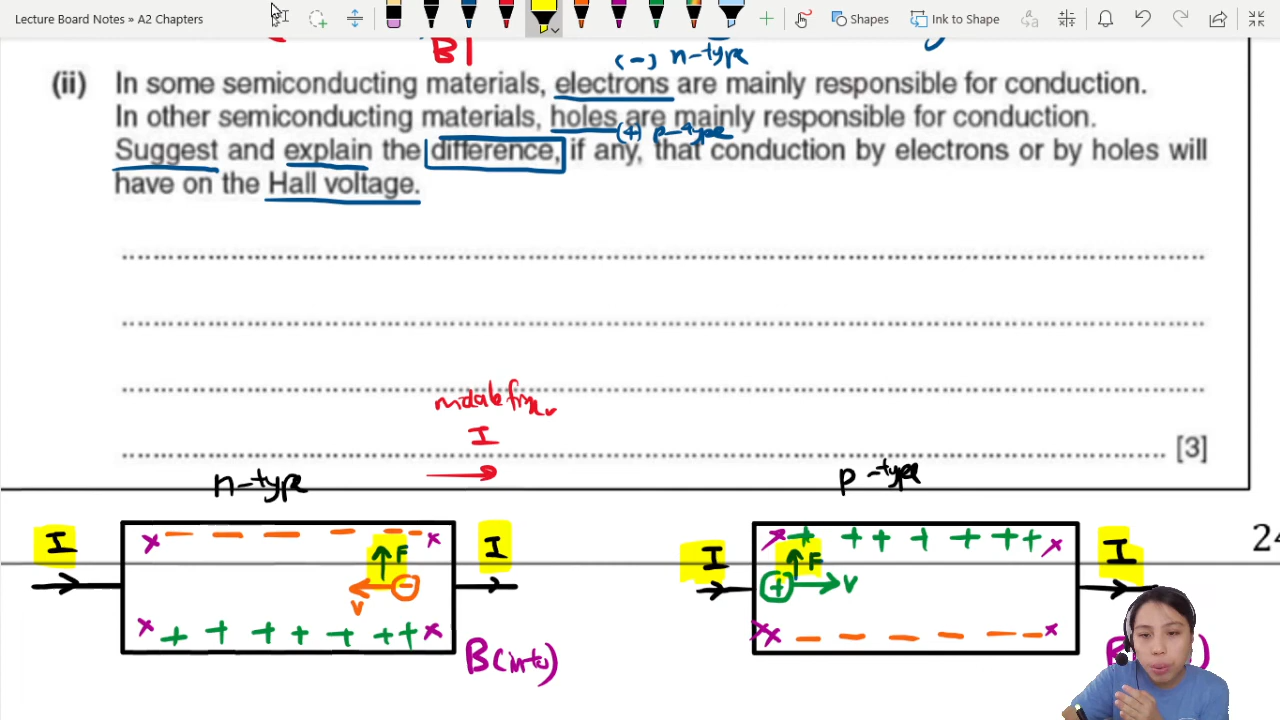 Lecture Board Notes » A2 Chapters
Shapes
Ink to Shape
B
(-) n-type
(ii) In some semiconducting materials, electrons are mainly responsible for conduction.
In other semiconducting materials, holes are mainly responsible for conduction.
(+) p-type
Suggest and explain the difference, if any, that conduction by electrons or by holes will
have on the Hall voltage.
I
[3]
n-type
p-type
I
I
I
I
F
F
v
v
B (into)